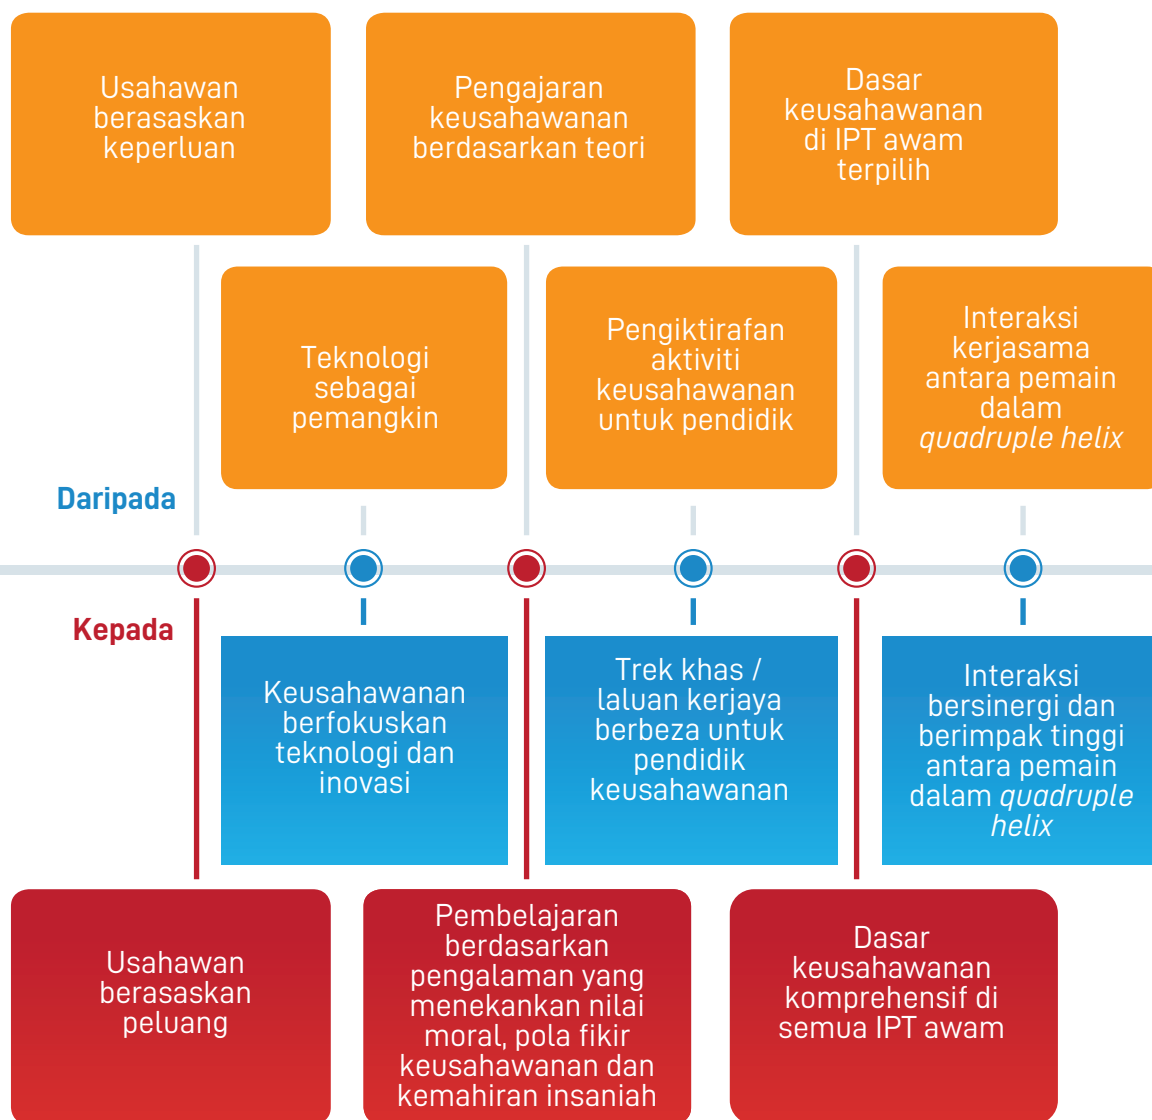 Usahawan
berasaskan
keperluan
Pengajaran
keusahawanan
berdasarkan teori
Dasar
keusahawanan
di IPT awam
terpilih
Teknologi
sebagai
pemangkin
Pengiktirafan
aktiviti
keusahawanan
untuk pendidik
Interaksi
kerjasama
antara pemain
dalam
quadruple helix
Daripada
Kepada
Keusahawanan
berfokuskan
teknologi dan
inovasi
Trek khas /
laluan kerjaya
berbeza untuk
pendidik
keusahawanan
Interaksi
bersinergi dan
berimpak tinggi
antara pemain
dalam quadruple
helix
Usahawan
berasaskan
peluang
Pembelajaran
berdasarkan
pengalaman yang
menekankan nilai
moral, pola fikir
keusahawanan dan
kemahiran insaniah
Dasar
keusahawanan
komprehensif di
semua IPT awam